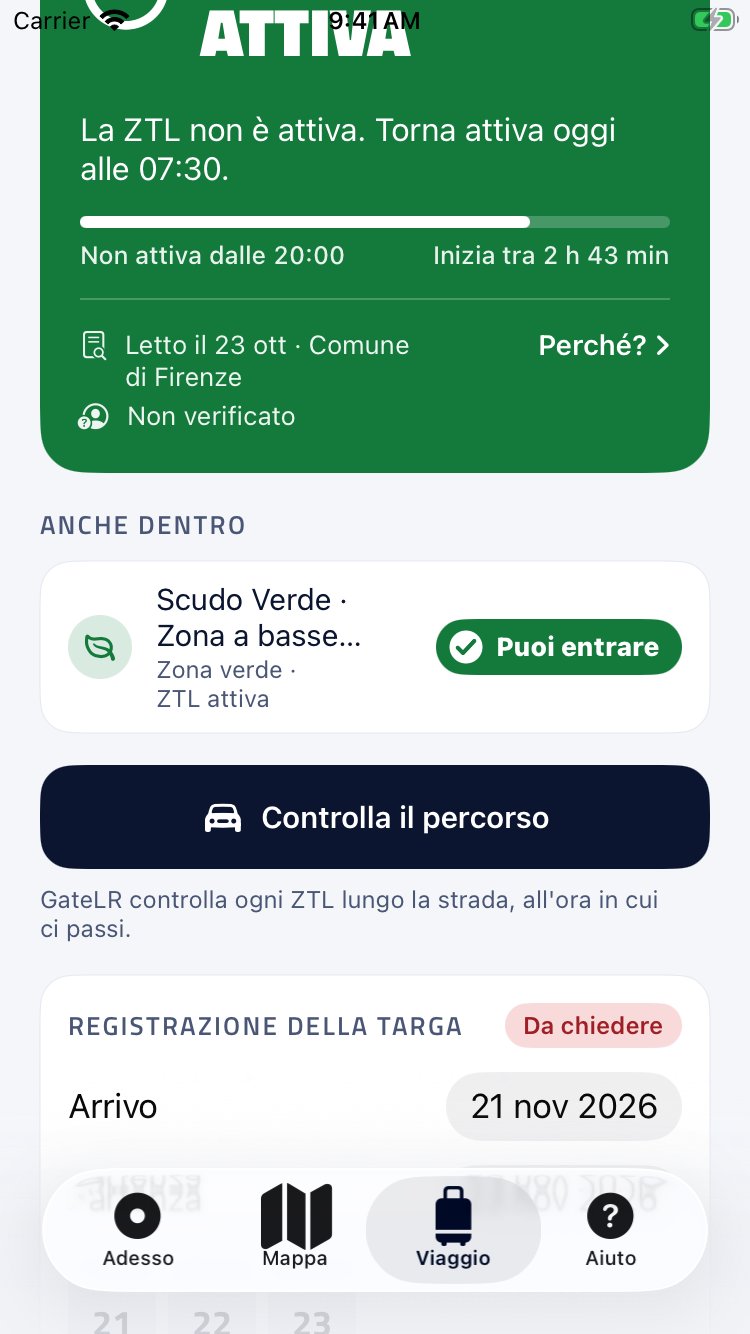 Carrier 9:41 AM
ATTIVA
La ZTL non è attiva. Torna attiva oggi
alle 07:30.
Non attiva dalle 20:00 Inizia tra 2 h 43 min
Letto il 23 ott · Comune
di Firenze
Perché?
Non verificato
ANCHE DENTRO
Scudo Verde ·
Zona a basse...
Zona verde ·
ZTL attiva
Puoi entrare
Controlla il percorso
GateLR controlla ogni ZTL lungo la strada, all'ora in cui
ci passi.
REGISTRAZIONE DELLA TARGA Da chiedere
Arrivo 21 nov 2026
Adesso Mappa Viaggio Aiuto
21 22 23